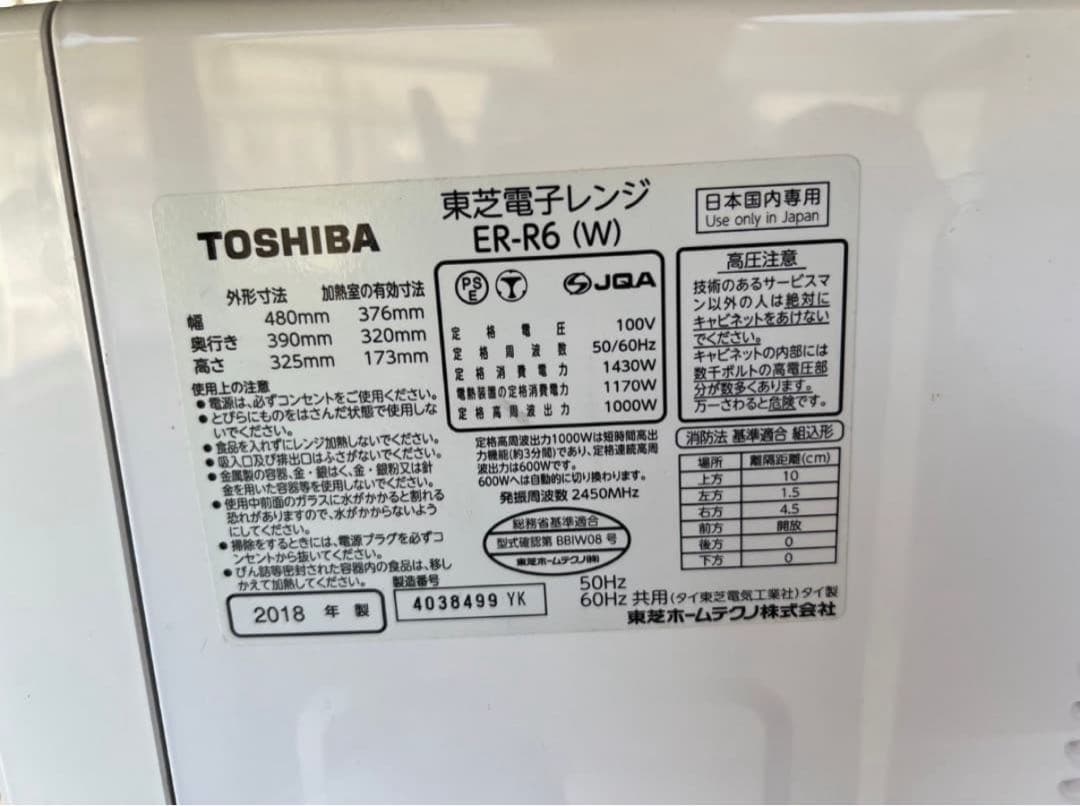 TOSHIBA
東芝電子レンジ
ER-R6 (W)
日本国内専用
Use only in Japan
外形寸法 加熱室の有効寸法
幅 480mm 376mm
奥行き 390mm 320mm
高さ 325mm 173mm
使用上の注意
●電源は、必ずコンセントをご使用ください。
●とびらにものをはさんだ状態で使用しな
いでください。
●食品を入れずにレンジ加熱しないでください。
●吸入口及び排出口はふさがないでください。
●金属製の容器、金・銀はく、金・銀粉又は針
金を用いた容器等を使用しないでください。
●使用中前面のガラスに水がかかると割れる
恐れがありますので、水がかからないよう
にしてください。
●掃除をするときには、電源プラグを必ずコ
ンセントから抜いてください。
●びん詰等密封された容器内の食品は、移し
かえて加熱してください。
2018 年 製
製造番号
4038499 YK
PS
E
JQA
定格電圧 100V
定格周波数 50/60Hz
定格消費電力 1430W
電熱装置の定格消費電力 1170W
定格高周波出力 1000W
定格高周波出力1000Wは短時間高出
力機能(約3分間)であり、定格連続高周
波出力は600Wです。
600Wへは自動的に切り換わります。
発振周波数 2450MHz
総務省基準適合
型式確認第 BBIW08 号
東芝ホームテクノ(株)
高圧注意
技術のあるサービスマ
ン以外の人は絶対に
キャビネットをあけない
でください。
キャビネットの内部には
数千ボルトの高電圧部
分が数多くあります。
万一さわると危険です。
消防法 基準適合 組込形
場所 離隔距離(cm)
上方 10
左方 1.5
右方 4.5
前方 開放
後方 0
下方 0
50Hz
60Hz 共用(タイ東芝電気工業社)タイ製
東芝ホームテクノ株式会社